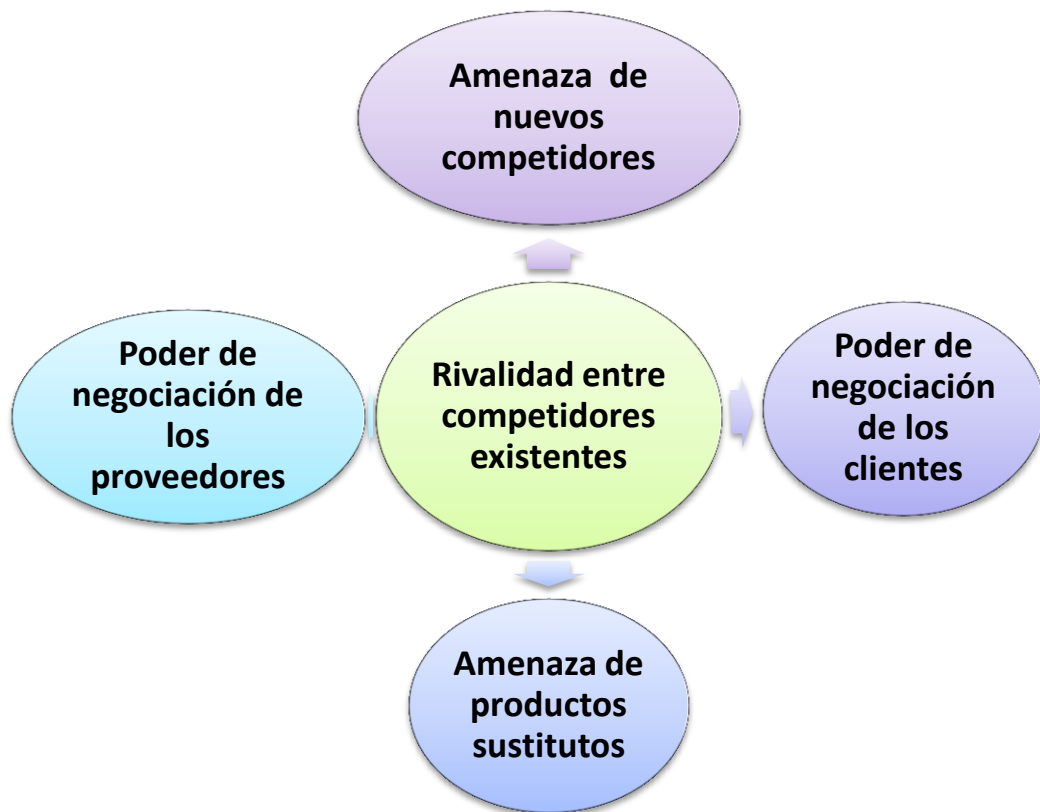 Amenaza de
nuevos
competidores
Poder de
negociación de
los
proveedores
Rivalidad entre
competidores
existentes
Poder de
negociación
de los
clientes
Amenaza de
productos
sustitutos